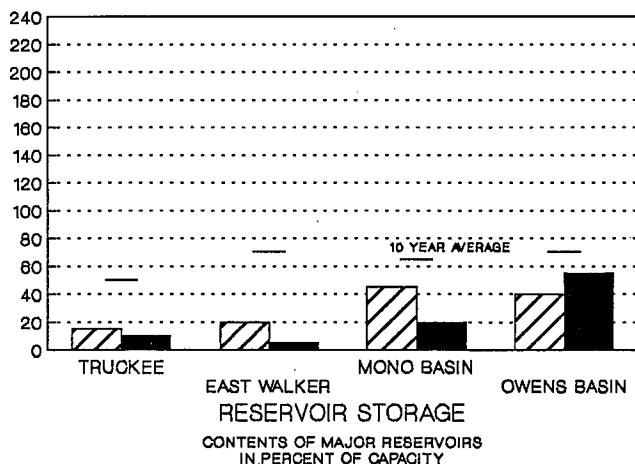 240
220
200
180
160
140
120
100
80
60
40
20
0
10 YEAR AVERAGE
TRUCKEE
EAST WALKER
MONO BASIN
OWENS BASIN
RESERVOIR STORAGE
CONTENTS OF MAJOR RESERVOIRS
IN PERCENT OF CAPACITY